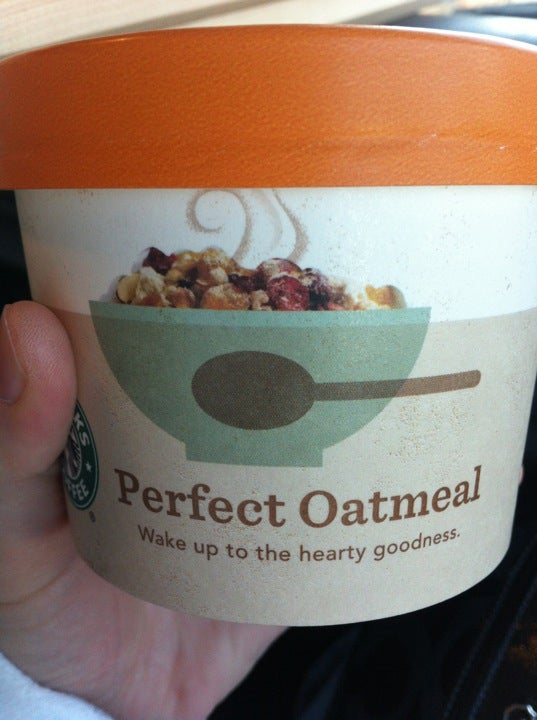 Perfect Oatmeal
Wake up to the hearty goodness.